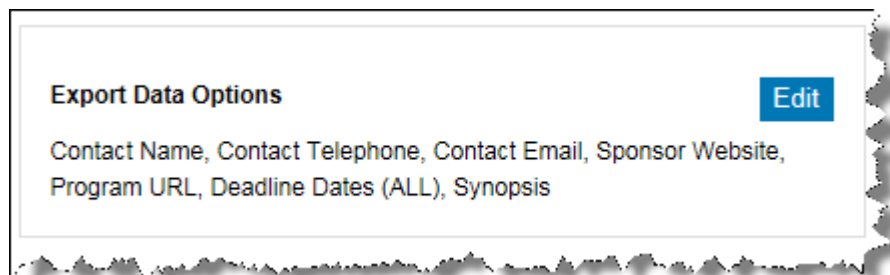 Export Data Options
Edit
Contact Name, Contact Telephone, Contact Email, Sponsor Website,
Program URL, Deadline Dates (ALL), Synopsis